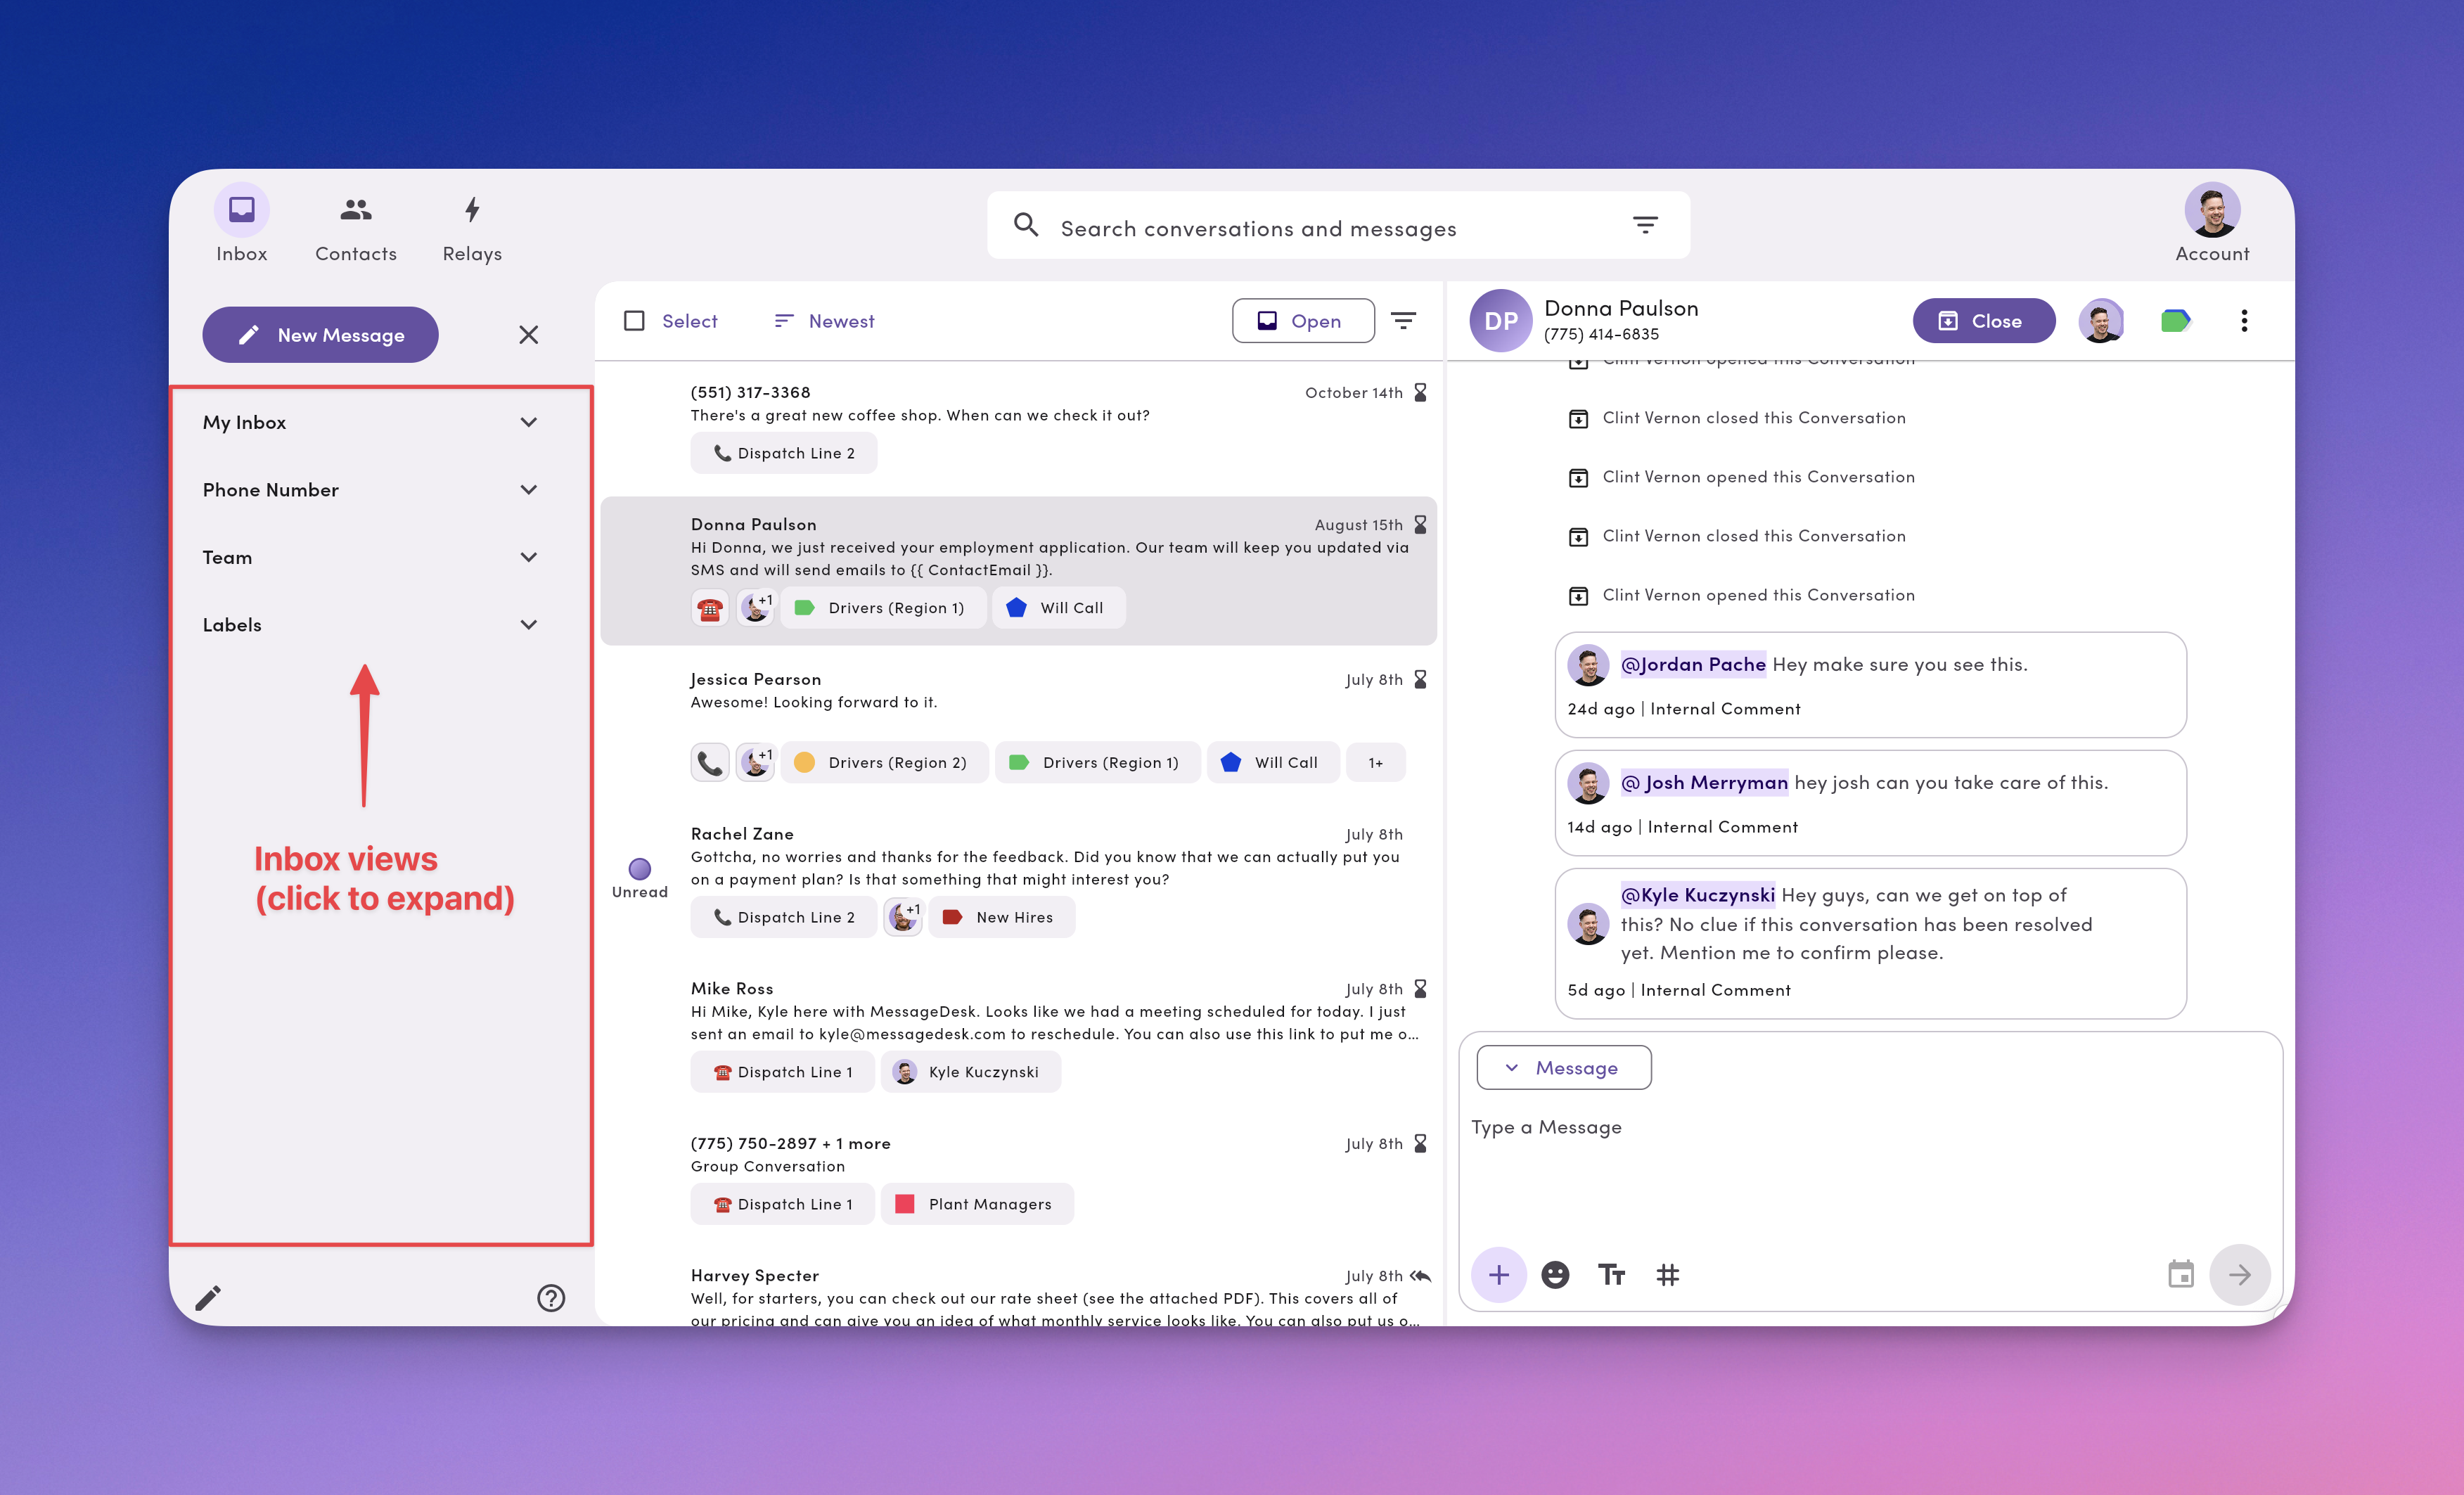 Inbox
Contacts
Relays
Search conversations and messages
Account
New Message
My Inbox
Phone Number
Team
Labels
Inbox views
(click to expand)
Select
Newest
Open
(551) 317-3368
October 14th
There's a great new coffee shop. When can we check it out?
Dispatch Line 2
Donna Paulson
August 15th
Hi Donna, we just received your employment application. Our team will keep you updated via
SMS and will send emails to {{ ContactEmail }}.
+1
Drivers (Region 1)
Will Call
Jessica Pearson
July 8th
Awesome! Looking forward to it.
+1
Drivers (Region 2)
Drivers (Region 1)
Will Call
1+
Unread
Rachel Zane
July 8th
Gottcha, no worries and thanks for the feedback. Did you know that we can actually put you
on a payment plan? Is that something that might interest you?
Dispatch Line 2
+1
New Hires
Mike Ross
July 8th
Hi Mike, Kyle here with MessageDesk. Looks like we had a meeting scheduled for today. I just
sent an email to kyle@messagedesk.com to reschedule. You can also use this link to put me o...
Dispatch Line 1
Kyle Kuczynski
(775) 750-2897 + 1 more
July 8th
Group Conversation
Dispatch Line 1
Plant Managers
Harvey Specter
July 8th
Well, for starters, you can check out our rate sheet (see the attached PDF). This covers all of
our pricing and can give you an idea of what monthly service looks like. You can also put us o...
DP
Donna Paulson
(775) 414-6835
Close
Clint Vernon opened this Conversation
Clint Vernon closed this Conversation
Clint Vernon opened this Conversation
Clint Vernon closed this Conversation
Clint Vernon opened this Conversation
@Jordan Pache Hey make sure you see this.
24d ago | Internal Comment
@ Josh Merryman hey josh can you take care of this.
14d ago | Internal Comment
@Kyle Kuczynski Hey guys, can we get on top of
this? No clue if this conversation has been resolved
yet. Mention me to confirm please.
5d ago | Internal Comment
Message
Type a Message